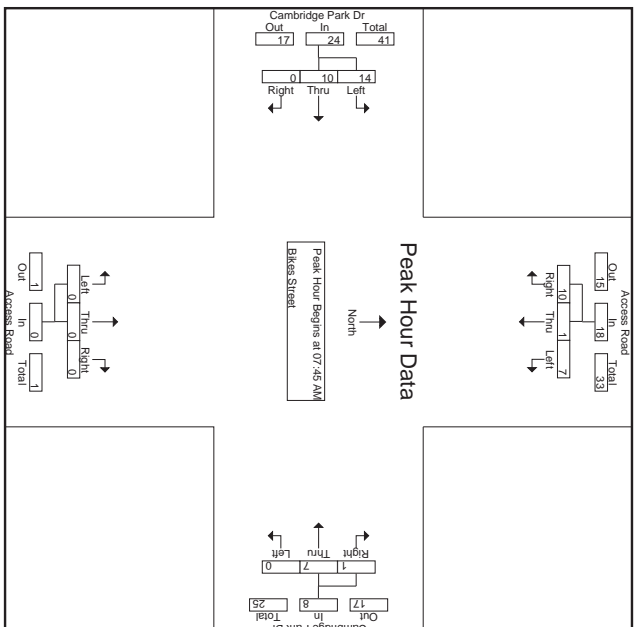 Cambridge Park Dr
Out In Total
17 24 41
0 10 14
Right Thru Left
Peak Hour Data
North
Peak Hour Begins at 07:45 AM
Bikes Street
Access Road
Out In Total
15 18 33
10 1 7
Right Thru Left
Left Thru Right
0 0 0
Out In Total
1 0 1
Access Road
Left Thru Right
0 7 1
Total In Out
25 8 17
Cambridge Park Dr